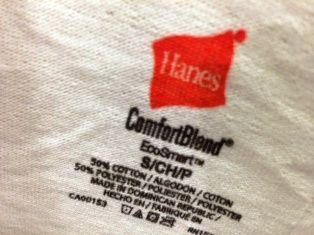 Hanes
ComfortBlend®
EcoSmart™
S/CH/P
50% COTTON / ALGODON / COTON
50% POLYESTER / POLIESTER / POLYESTER
MADE IN DOMINICAN REPUBLIC /
HECHO EN / FABRIQUÉ EN
CA00153